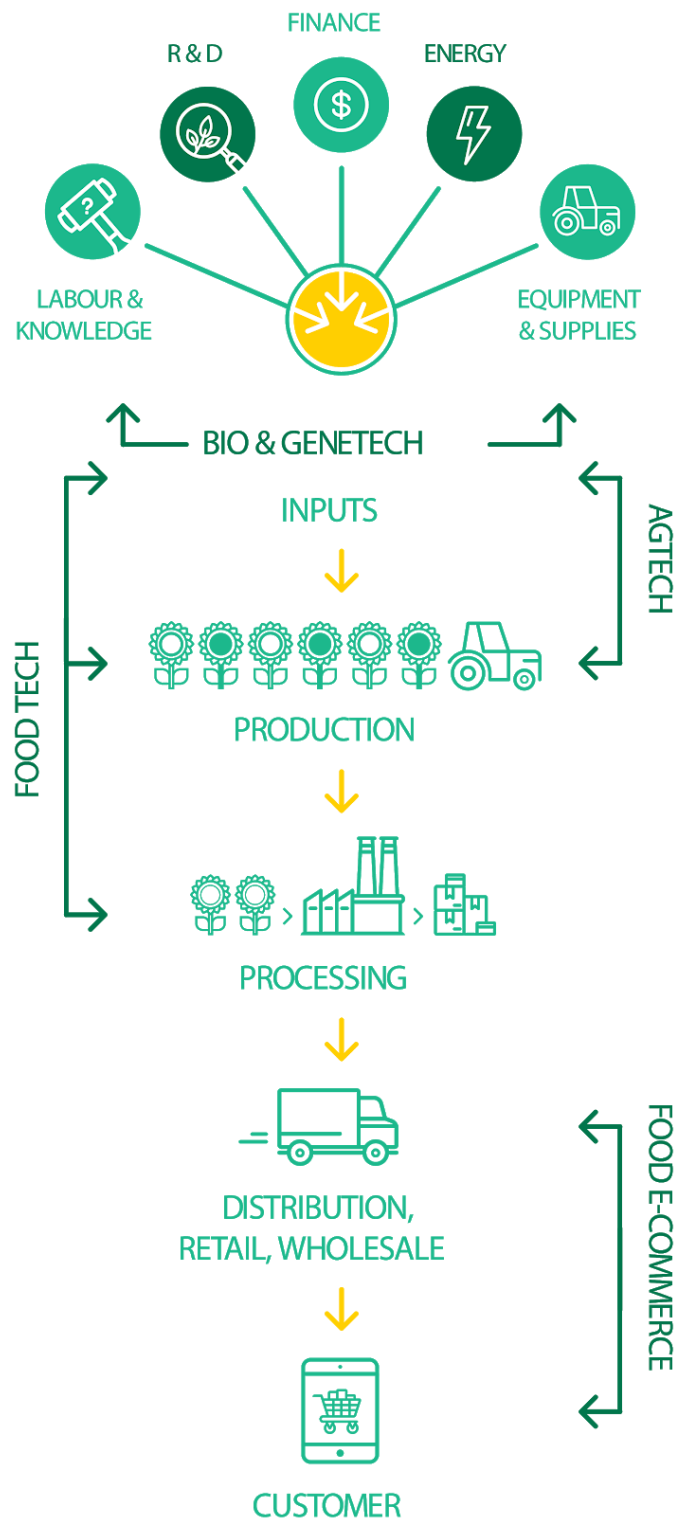 FINANCE
R & D
ENERGY
$
?
LABOUR &
KNOWLEDGE
EQUIPMENT
& SUPPLIES
BIO & GENETECH
INPUTS
AGTECH
FOOD TECH
PRODUCTION
PROCESSING
DISTRIBUTION,
RETAIL, WHOLESALE
FOOD E-COMMERCE
CUSTOMER